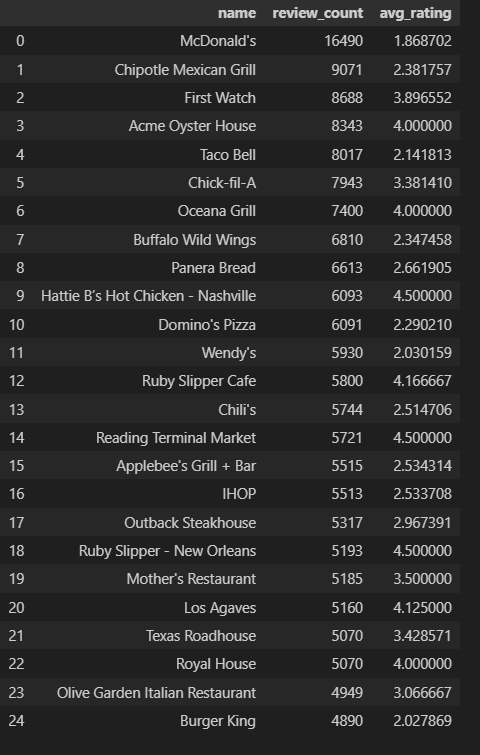 name review_count avg_rating
0 McDonald's 16490 1.868702
1 Chipotle Mexican Grill 9071 2.381757
2 First Watch 8688 3.896552
3 Acme Oyster House 8343 4.000000
4 Taco Bell 8017 2.141813
5 Chick-fil-A 7943 3.381410
6 Oceana Grill 7400 4.000000
7 Buffalo Wild Wings 6810 2.347458
8 Panera Bread 6613 2.661905
9 Hattie B’s Hot Chicken - Nashville 6093 4.500000
10 Domino's Pizza 6091 2.290210
11 Wendy's 5930 2.030159
12 Ruby Slipper Cafe 5800 4.166667
13 Chili's 5744 2.514706
14 Reading Terminal Market 5721 4.500000
15 Applebee's Grill + Bar 5515 2.534314
16 IHOP 5513 2.533708
17 Outback Steakhouse 5317 2.967391
18 Ruby Slipper - New Orleans 5193 4.500000
19 Mother's Restaurant 5185 3.500000
20 Los Agaves 5160 4.125000
21 Texas Roadhouse 5070 3.428571
22 Royal House 5070 4.000000
23 Olive Garden Italian Restaurant 4949 3.066667
24 Burger King 4890 2.027869